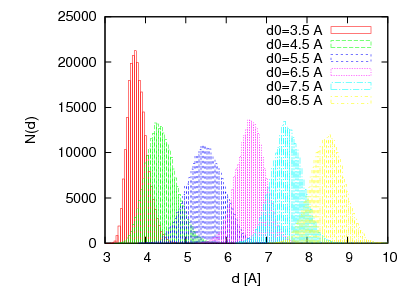 25000
20000
15000
10000
5000
0
N(d)
d0=3.5 A
d0=4.5 A
d0=5.5 A
d0=6.5 A
d0=7.5 A
d0=8.5 A
3 4 5 6 7 8 9 10
d [A]